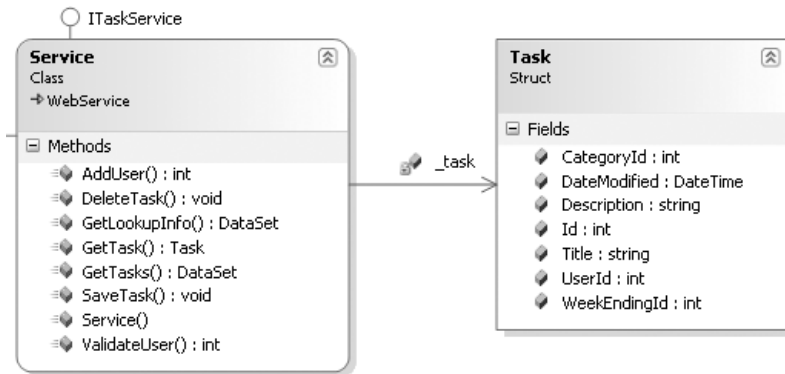 ITaskService
Service
Class
WebService
Methods
AddUser() : int
DeleteTask() : void
GetLookupInfo() : DataSet
GetTask() : Task
GetTasks() : DataSet
SaveTask() : void
Service()
ValidateUser() : int
_task
Task
Struct
Fields
CategoryId : int
DateModified : DateTime
Description : string
Id : int
Title : string
UserId : int
WeekEndingId : int